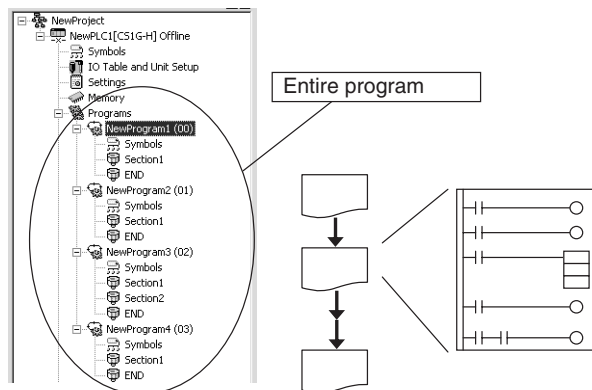 NewProject
NewPLC1[CS1G-H] Offline
Symbols
IO Table and Unit Setup
Settings
Memory
Programs
NewProgram1 (00)
Symbols
Section1
END
NewProgram2 (01)
Symbols
Section1
END
NewProgram3 (02)
Symbols
Section1
Section2
END
NewProgram4 (03)
Symbols
Section1
END
Entire program